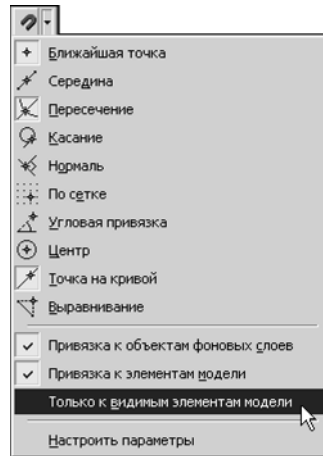 Ближайшая точка
Середина
Пересечение
Касание
Нормаль
По сетке
Угловая привязка
Центр
Точка на кривой
Выравнивание
Привязка к объектам фоновых слоев
Привязка к элементам модели
Только к видимым элементам модели
Настроить параметры